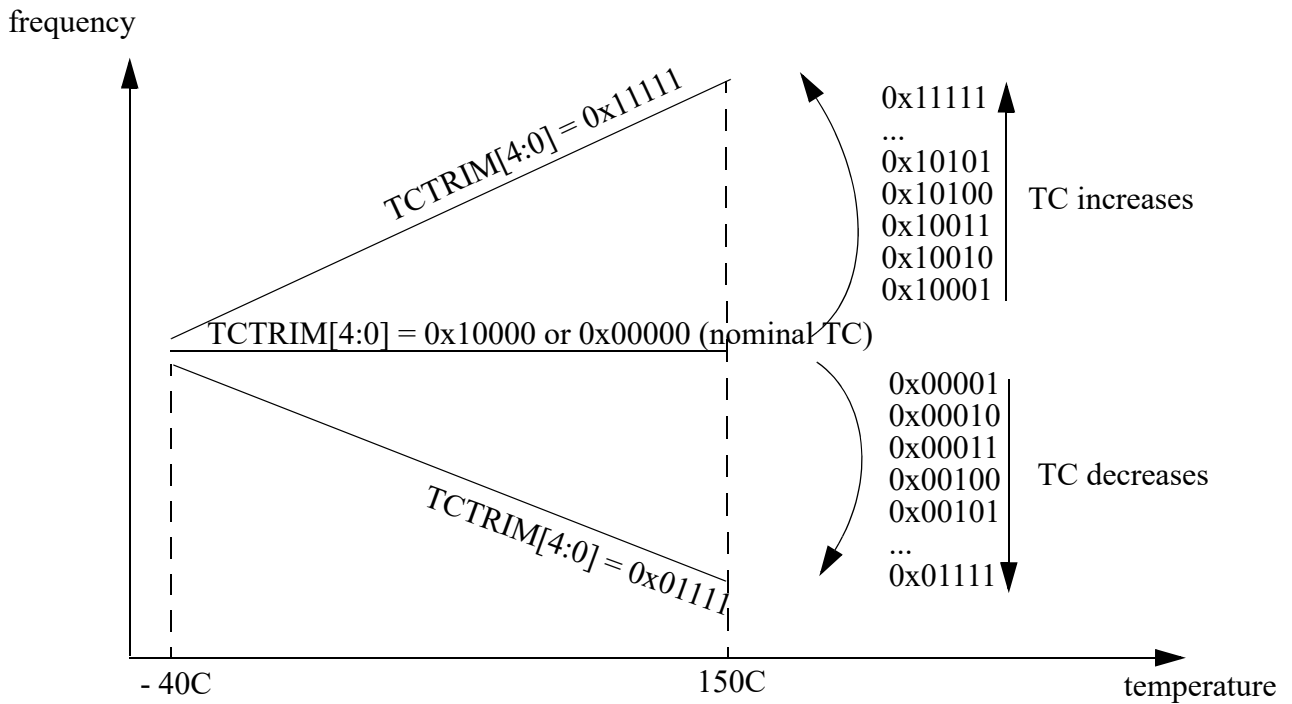 frequency
TCTRIM[4:0] = 0x11111
0x11111
...
0x10101
0x10100
0x10011
0x10010
0x10001
TC increases
TCTRIM[4:0] = 0x10000 or 0x00000 (nominal TC)
0x00001
0x00010
0x00011
0x00100
0x00101
...
0x01111
TC decreases
TCTRIM[4:0] = 0x01111
- 40C
150C
temperature